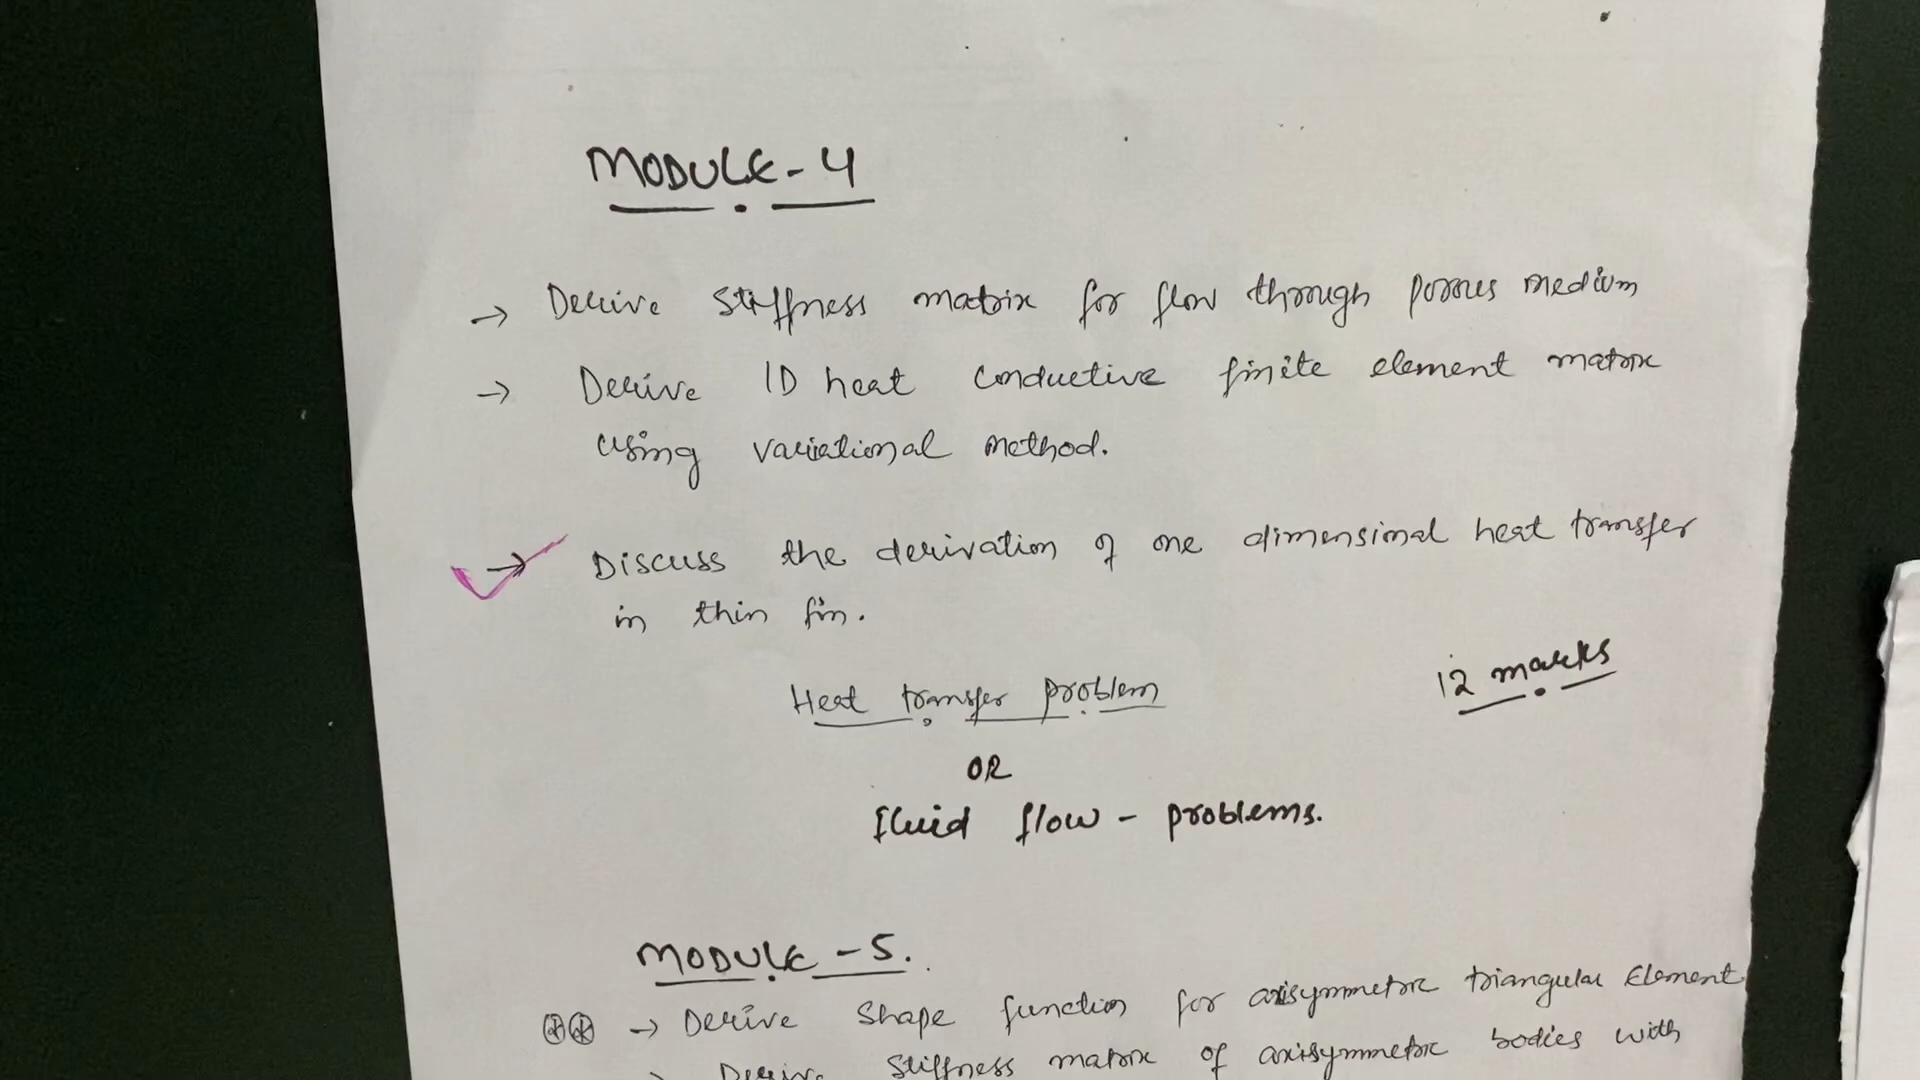 MODULE - 4
→ Derive stiffness matrix for flow through porous medium
→ Derive 1D heat conductive finite element matrix
using variational method.
→ Discuss the derivation of one dimensional heat transfer
in thin fin.
12 marks
Heat transfer problem
OR
fluid flow - problems.
MODULE - 5.
→ Derive shape function for axisymmetric triangular Element
Derive stiffness matrix of axisymmetric bodies with